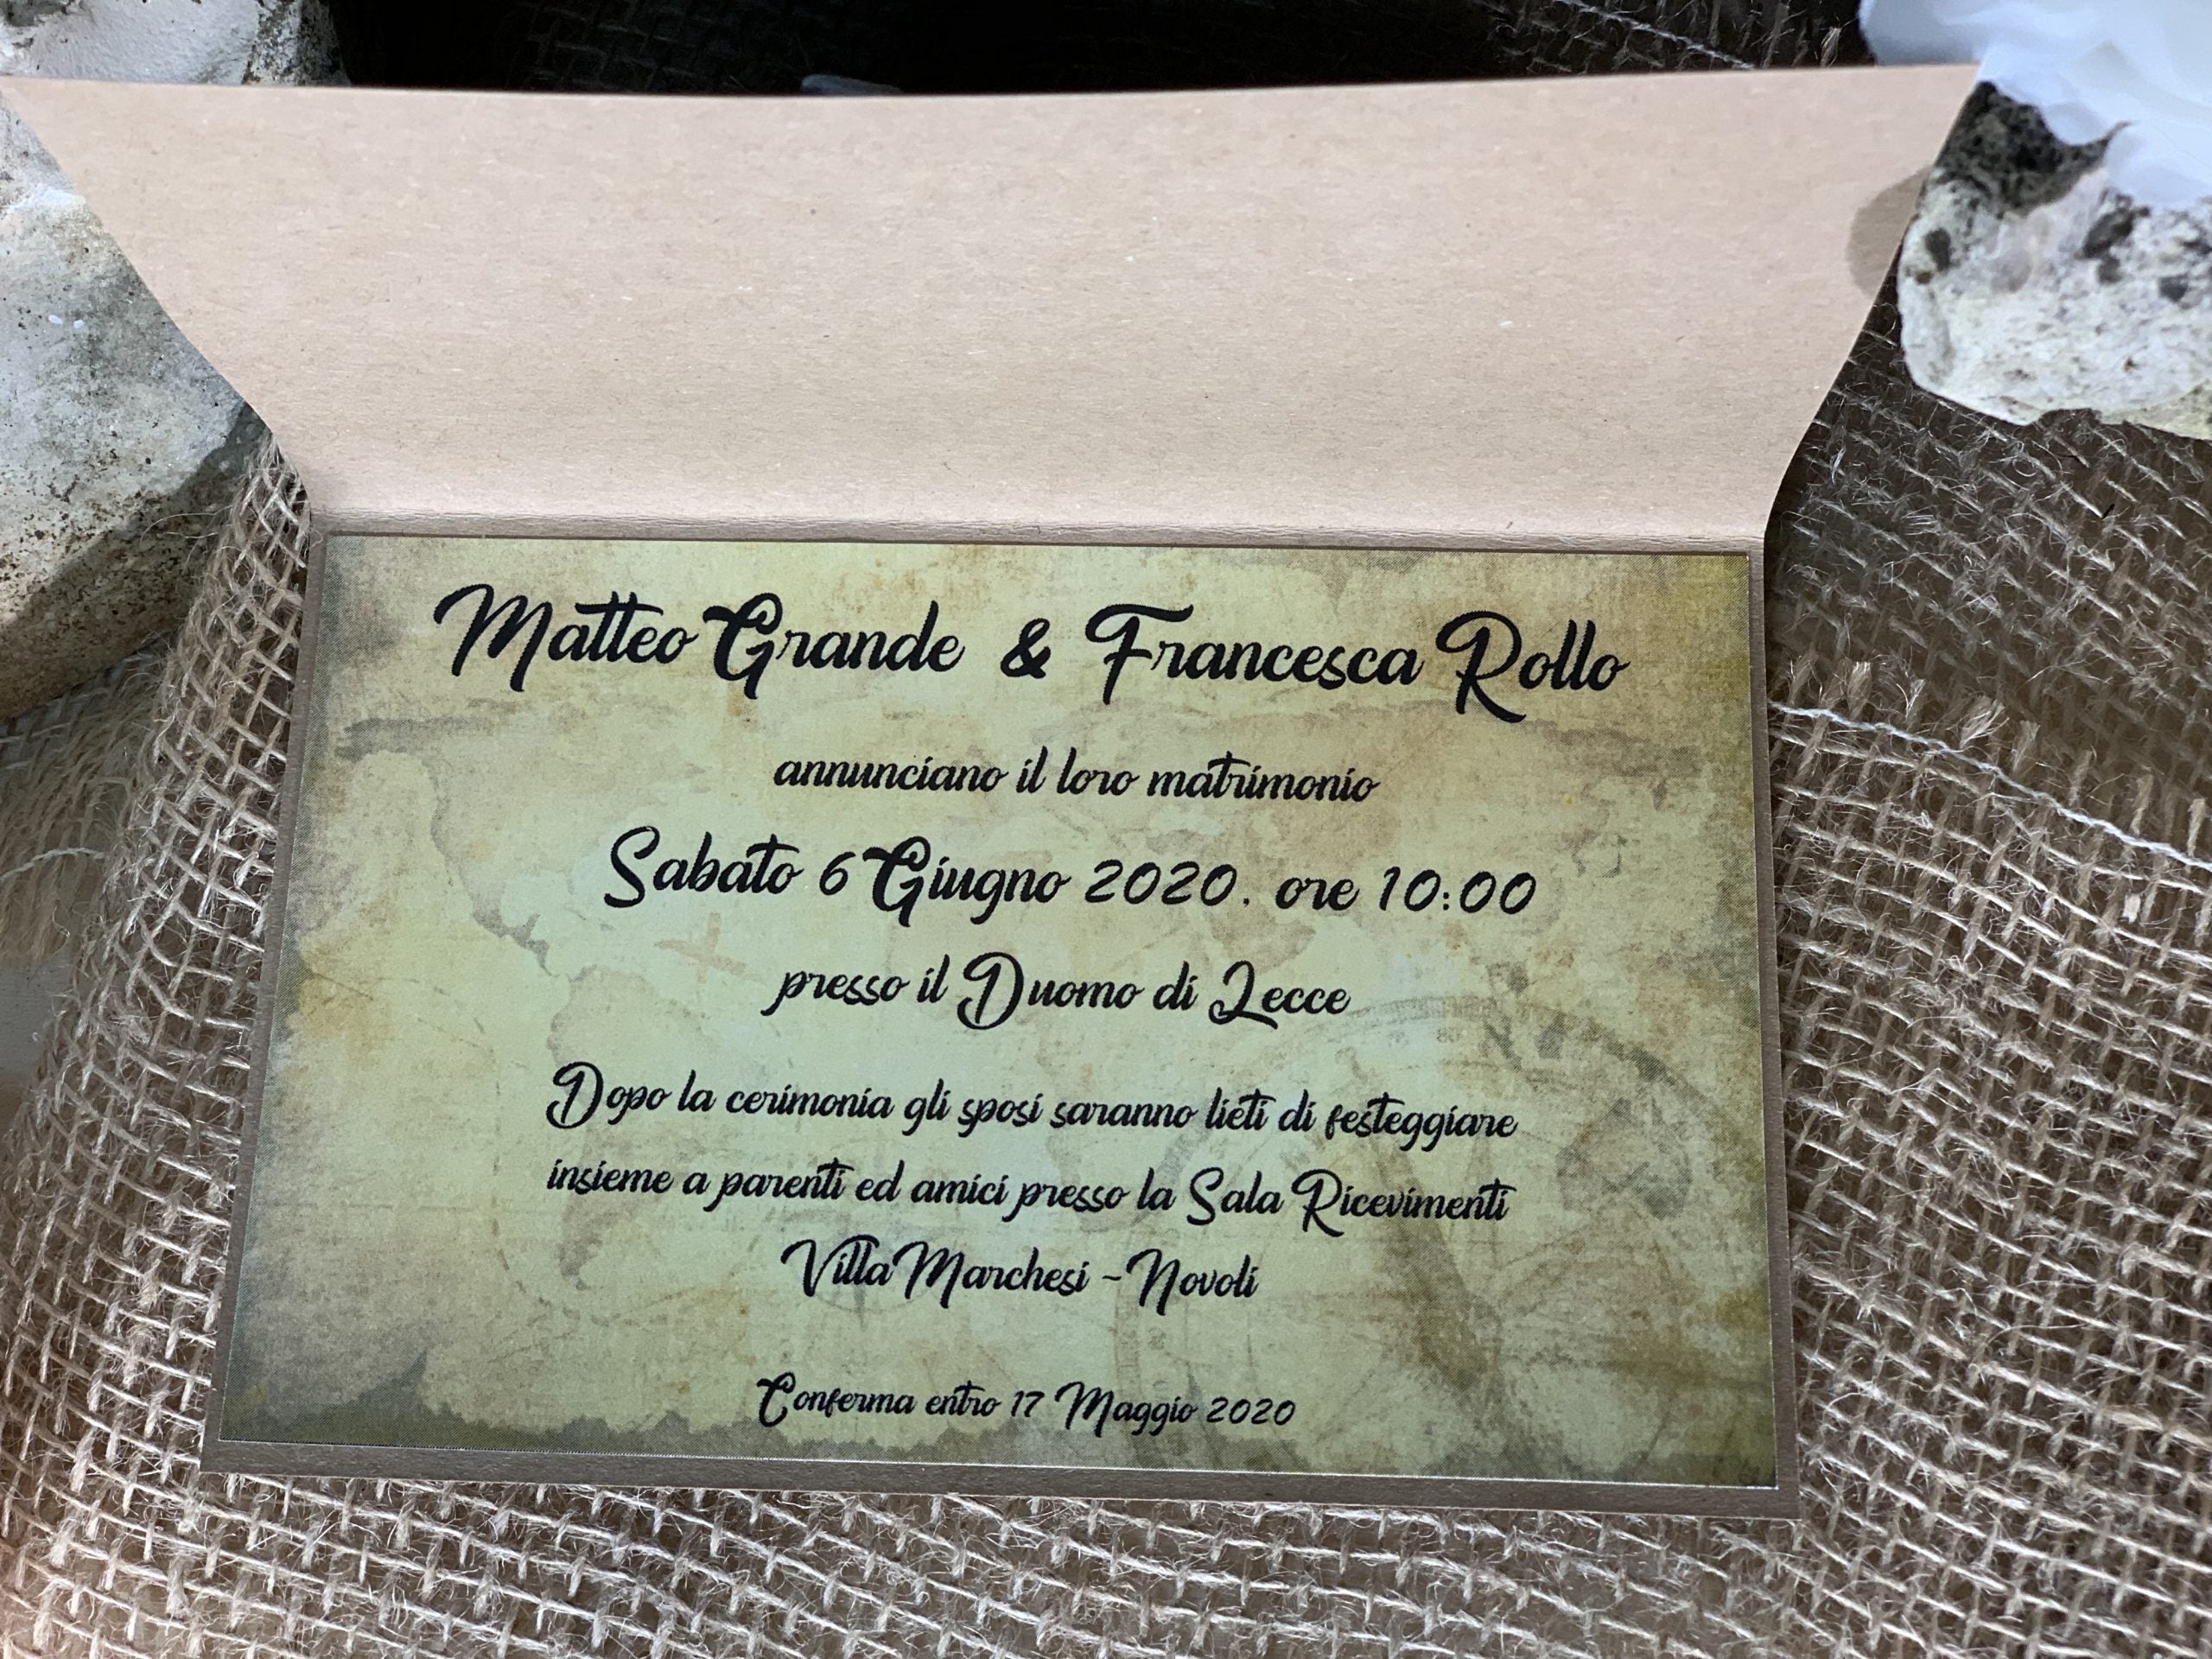 Matteo Grande & Francesca Rollo
annunciano il loro matrimonio
Sabato 6 Giugno 2020. ore 10:00
presso il Duomo di Lecce
Dopo la cerimonia gli sposi saranno lieti di festeggiare
insieme a parenti ed amici presso la Sala Ricevimenti
Villa Marchesi - Novoli
Conferma entro 17 Maggio 2020